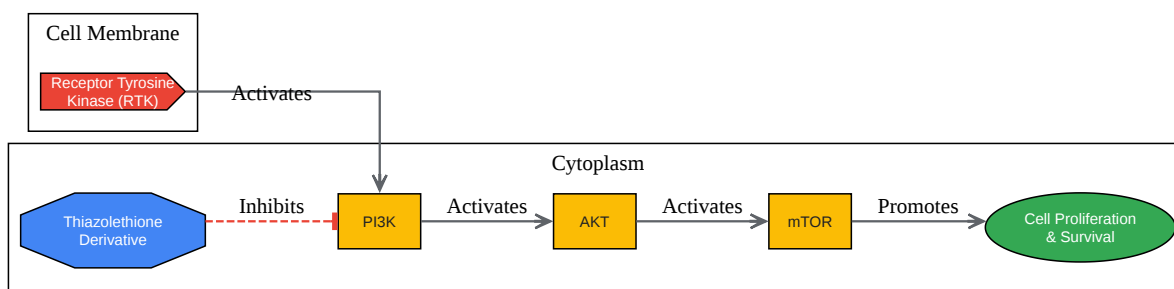 Cell Membrane
Receptor Tyrosine
Kinase (RTK)
Activates
Cytoplasm
Thiazolethione
Derivative
Inhibits
PI3K
Activates
AKT
Activates
mTOR
Promotes
Cell Proliferation
& Survival